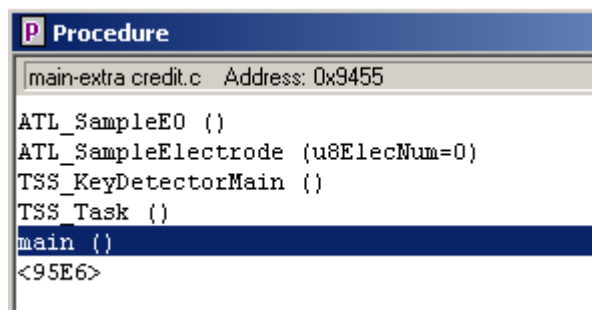 P Procedure
main-extra credit.c Address: 0x9455
ATL_SampleE0 ()
ATL_SampleElectrode (u8ElecNum=0)
TSS_KeyDetectorMain ()
TSS_Task ()
main ()
<95E6>